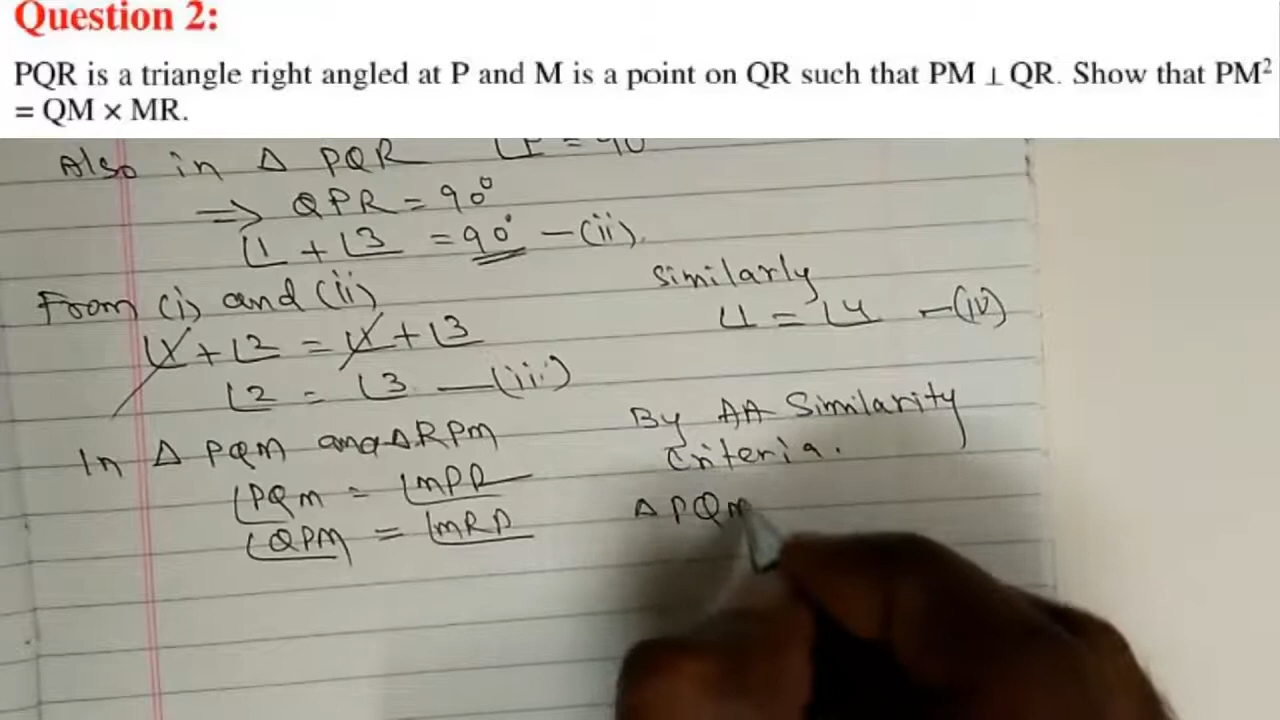 Question 2:
PQR is a triangle right angled at P and M is a point on QR such that PM ⊥ QR. Show that PM²
= QM × MR.
Also in Δ PQR ∠P = 90
=> QPR = 90°
∠1 + ∠3 = 90° – (ii).
From (i) and (ii)
∠1 + ∠2 = ∠1 + ∠3
∠2 = ∠3 — (iii)
In Δ PQM and Δ RPM
∠PQM = ∠MPR
∠QPM = ∠MRP
Similarly
∠1 = ∠4 – (iv)
By AA Similarity
Criteria.
Δ PQM